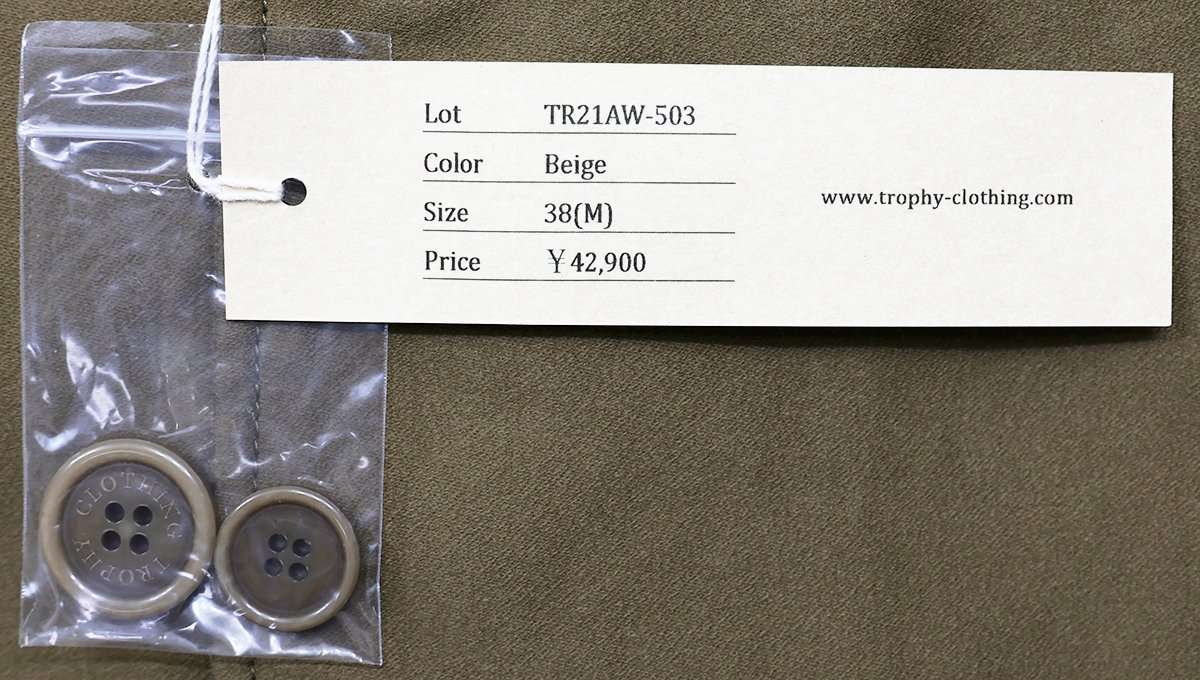 Lot TR21AW-503
Color Beige
Size 38(M)
Price ￥42,900
www.trophy-clothing.com
CLOTHING
TROPHY